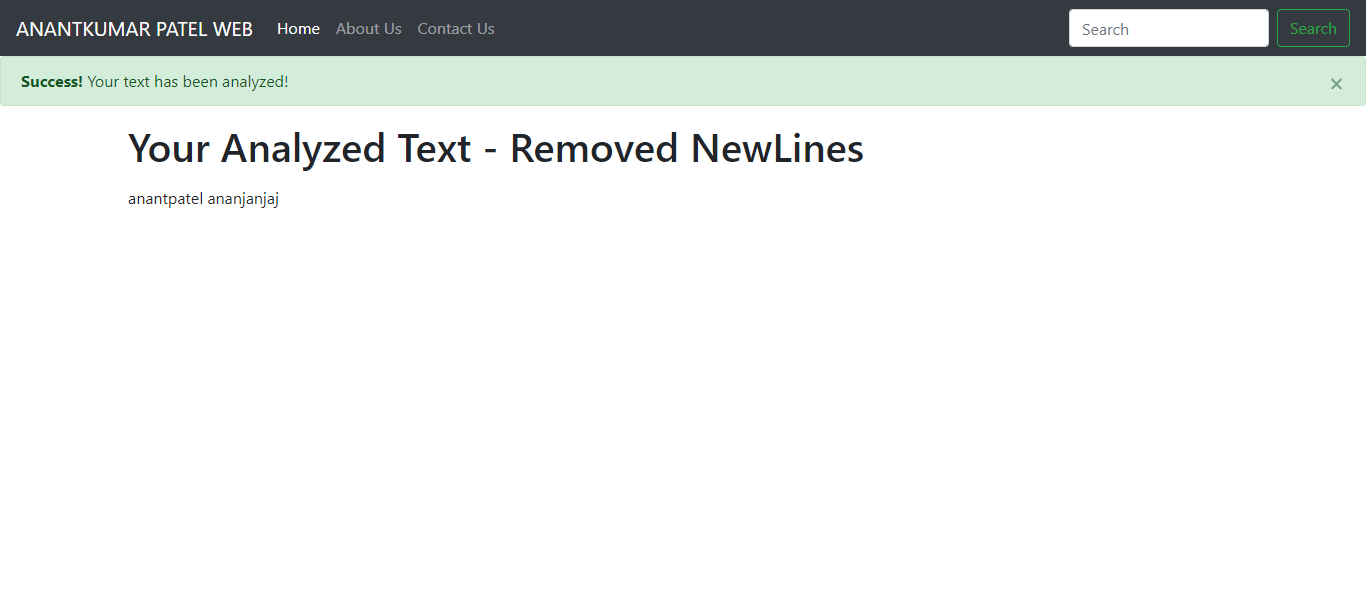 ANANTKUMAR PATEL WEB Home About Us Contact Us Search Search
Success! Your text has been analyzed! ×
Your Analyzed Text - Removed NewLines
anantpatel ananjanjaj